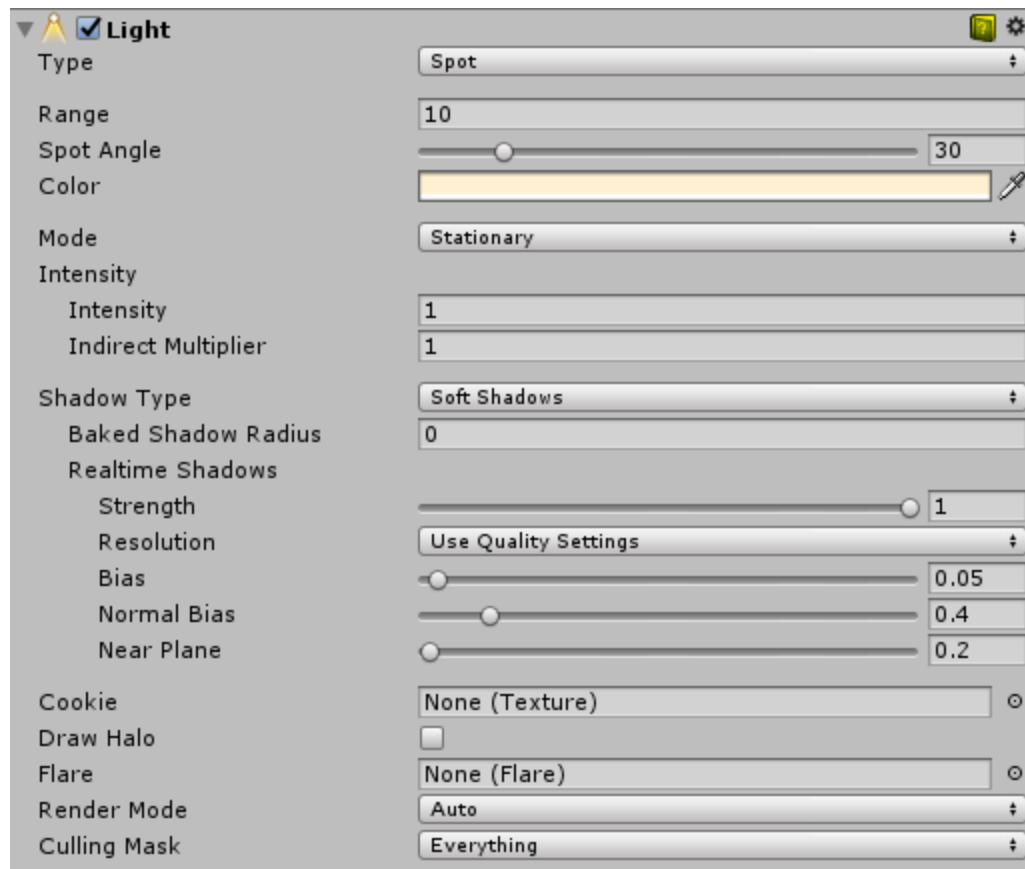 Light
Type Spot
Range 10
Spot Angle 30
Color
Mode Stationary
Intensity
Intensity 1
Indirect Multiplier 1
Shadow Type Soft Shadows
Baked Shadow Radius 0
Realtime Shadows
Strength 1
Resolution Use Quality Settings
Bias 0.05
Normal Bias 0.4
Near Plane 0.2
Cookie None (Texture)
Draw Halo
Flare None (Flare)
Render Mode Auto
Culling Mask Everything